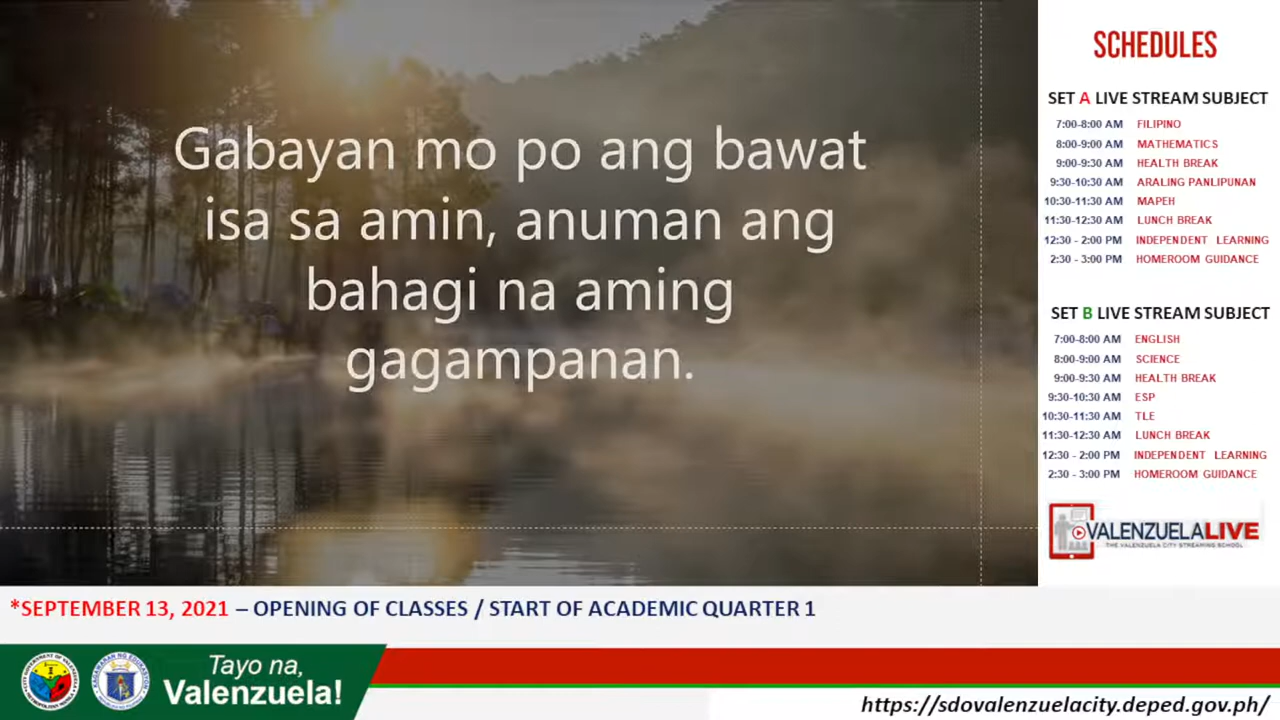 Gabayan mo po ang bawat
isa sa amin, anuman ang
bahagi na aming
gagampanan.
SCHEDULES
SET A LIVE STREAM SUBJECT
7:00-8:00 AM FILIPINO
8:00-9:00 AM MATHEMATICS
9:00-9:30 AM HEALTH BREAK
9:30-10:30 AM ARALING PANLIPUNAN
10:30-11:30 AM MAPEH
11:30-12:30 AM LUNCH BREAK
12:30 - 2:00 PM INDEPENDENT LEARNING
2:30 - 3:00 PM HOMEROOM GUIDANCE
SET B LIVE STREAM SUBJECT
7:00-8:00 AM ENGLISH
8:00-9:00 AM SCIENCE
9:00-9:30 AM HEALTH BREAK
9:30-10:30 AM ESP
10:30-11:30 AM TLE
11:30-12:30 AM LUNCH BREAK
12:30 - 2:00 PM INDEPENDENT LEARNING
2:30 - 3:00 PM HOMEROOM GUIDANCE
VALENZUELALIVE
THE VALENZUELA CITY STREAMING SCHOOL
*SEPTEMBER 13, 2021 – OPENING OF CLASSES / START OF ACADEMIC QUARTER 1
Tayo na,
Valenzuela!
https://sdovalenzuelacity.deped.gov.ph/